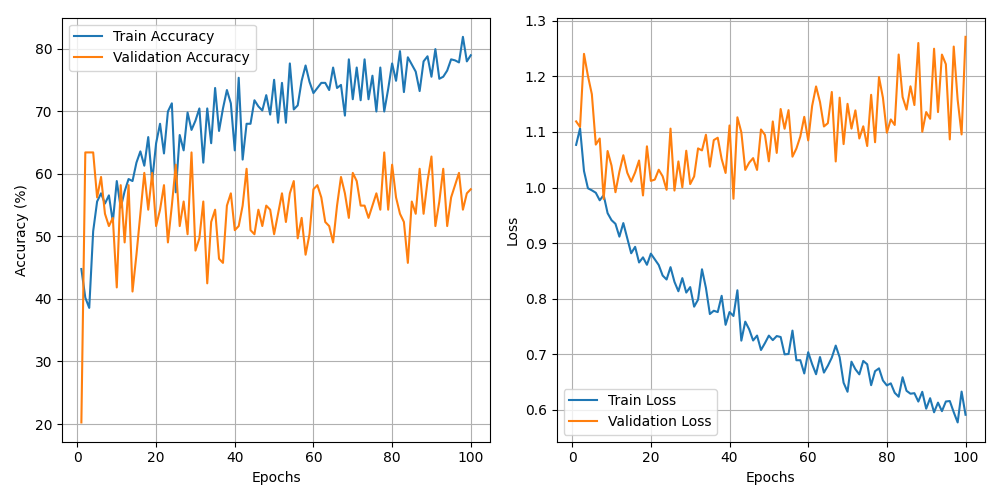 Train Accuracy
Validation Accuracy
Accuracy (%)
80
70
60
50
40
30
20
0 20 40 60 80 100
Epochs
Loss
1.3
1.2
1.1
1.0
0.9
0.8
0.7
0.6
Train Loss
Validation Loss
0 20 40 60 80 100
Epochs